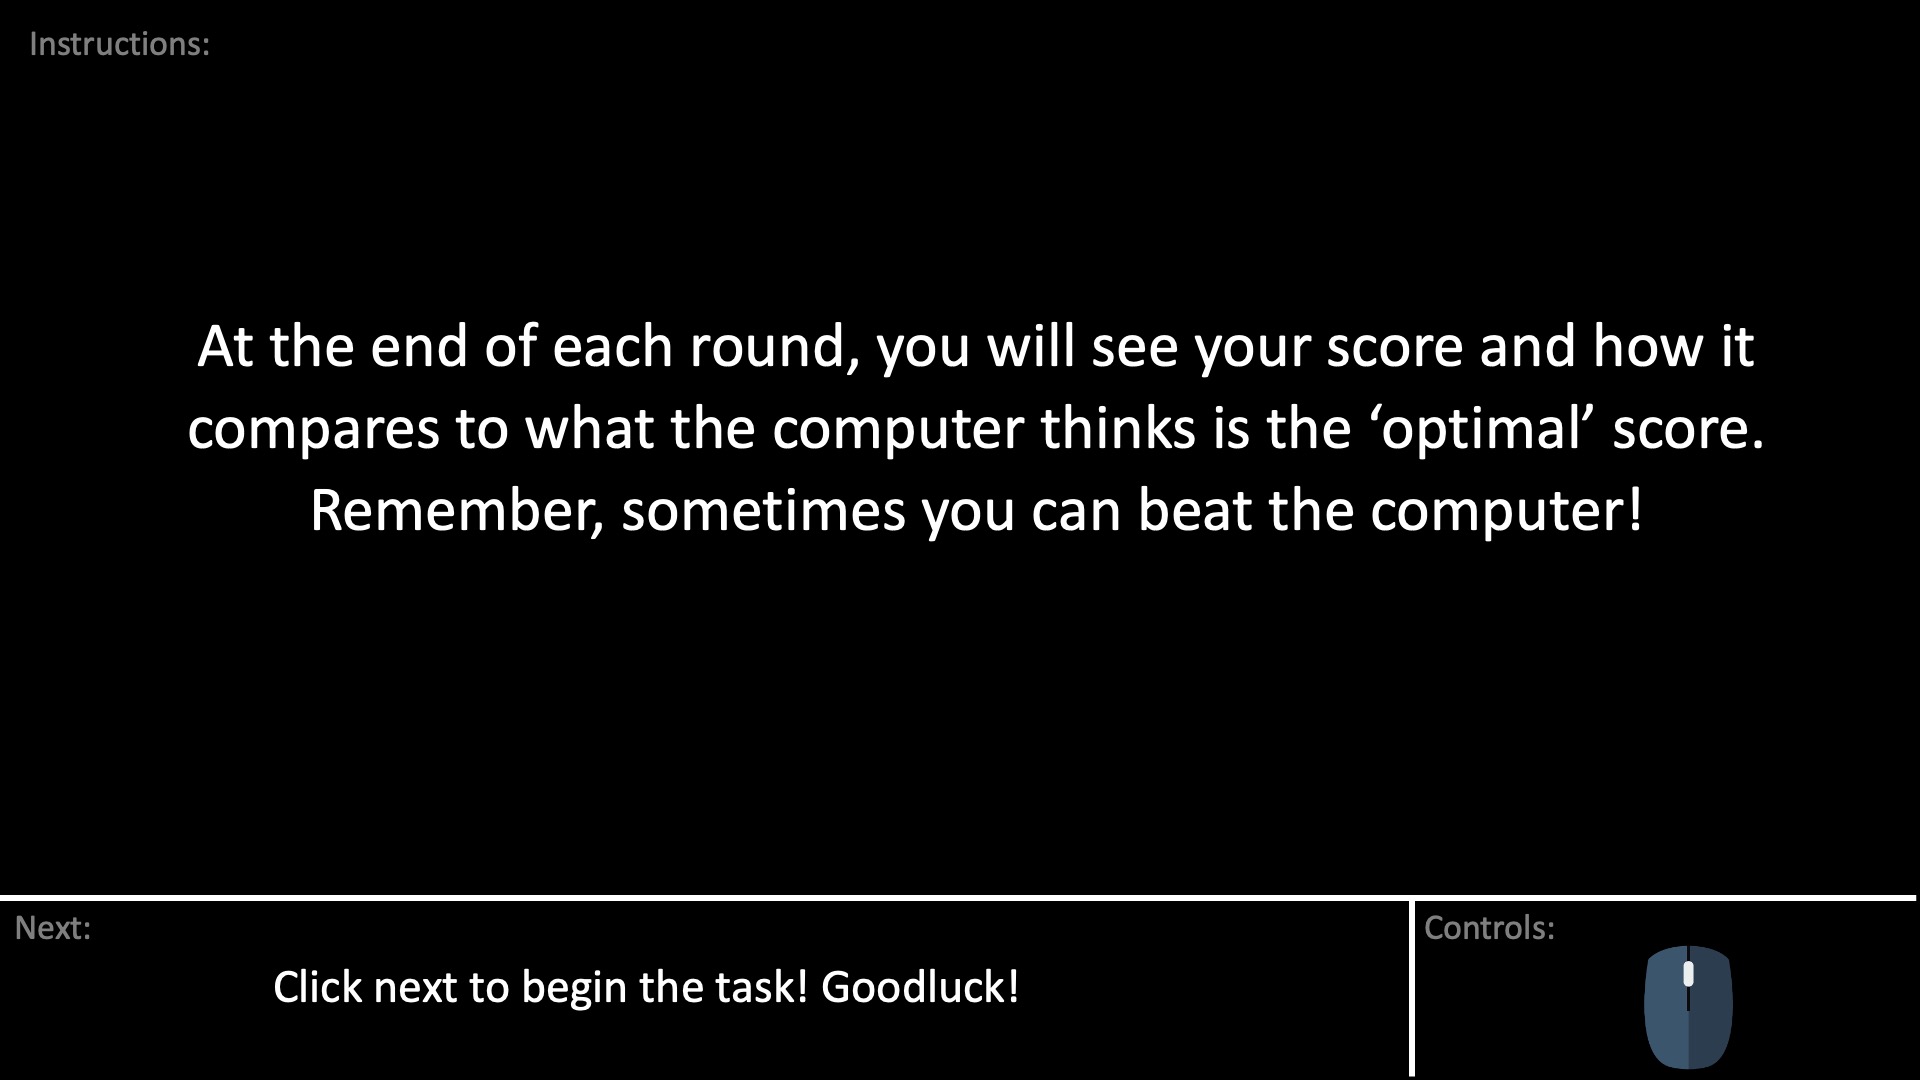 Instructions:
At the end of each round, you will see your score and how it
compares to what the computer thinks is the ‘optimal’ score.
Remember, sometimes you can beat the computer!
Next:
Click next to begin the task! Goodluck!
Controls: